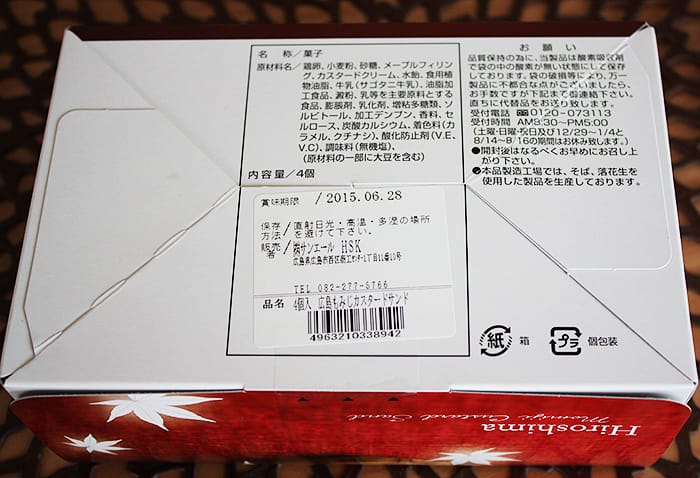 名 称／菓子
原材料名／鶏卵、小麦粉、砂糖、メープルフィリン
グ、カスタードクリーム、水飴、食用植
物油脂、牛乳(サゴタニ牛乳)、油脂加
工食品、澱粉、乳等を主要原料とする
食品、膨脹剤、乳化剤、増粘多糖類、ソ
ルビトール、加工デンプン、香料、セ
ルロース、炭酸カルシウム、着色料(カ
ラメル、クチナシ)、酸化防止剤(V.E、
V.C)、調味料(無機塩)、
(原材料の一部に大豆を含む)
内容量／4個
賞味期限 / 2015.06.28
保存方法／直射日光・高温・多湿の場所
を避けて下さい。
販売者／㈱サンエール HSK
TEL 082-277-5766
品名 4個入 広島もみじカスタードサンド
4963210338942
お 願 い
品質保持の為に、当製品は酸素吸収剤
で袋の中の酸素が無い状態にして保存
しております。袋の破損等により、万一
製品に不都合な点がございましたら、
お手数ですが下記まで御連絡下さい。
直ちに代替品をお送り致します。
受付電話 0120-073113
受付時間 AM9:30~PM5:00
(土曜・日曜・祝日及び12/29~1/4と
8/14~8/16の期間はお休み致します。)
●開封後はなるべくお早めにお召し上
がり下さい。
●本品製造工場では、そば、落花生を
使用した製品を生産しております。
紙 箱
プラ 個包装
Hiroshima
Momiji Custard Sand